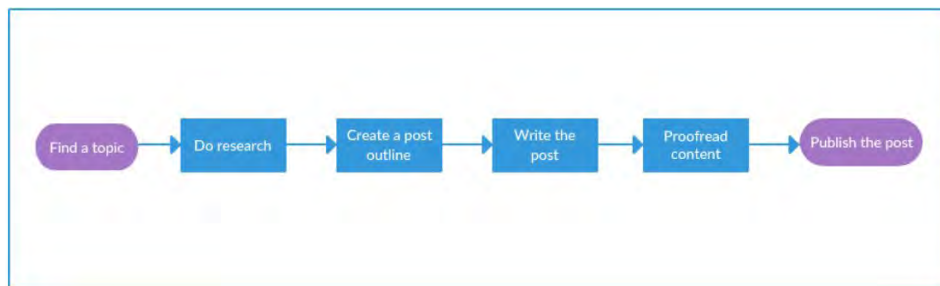 Find a topic
Do research
Create a post
outline
Write the
post
Proofread
content
Publish the post